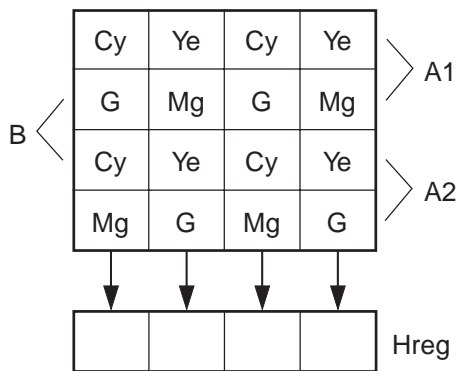 Cy Ye Cy Ye
A1
G Mg G Mg
B
Cy Ye Cy Ye
A2
Mg G Mg G
Hreg